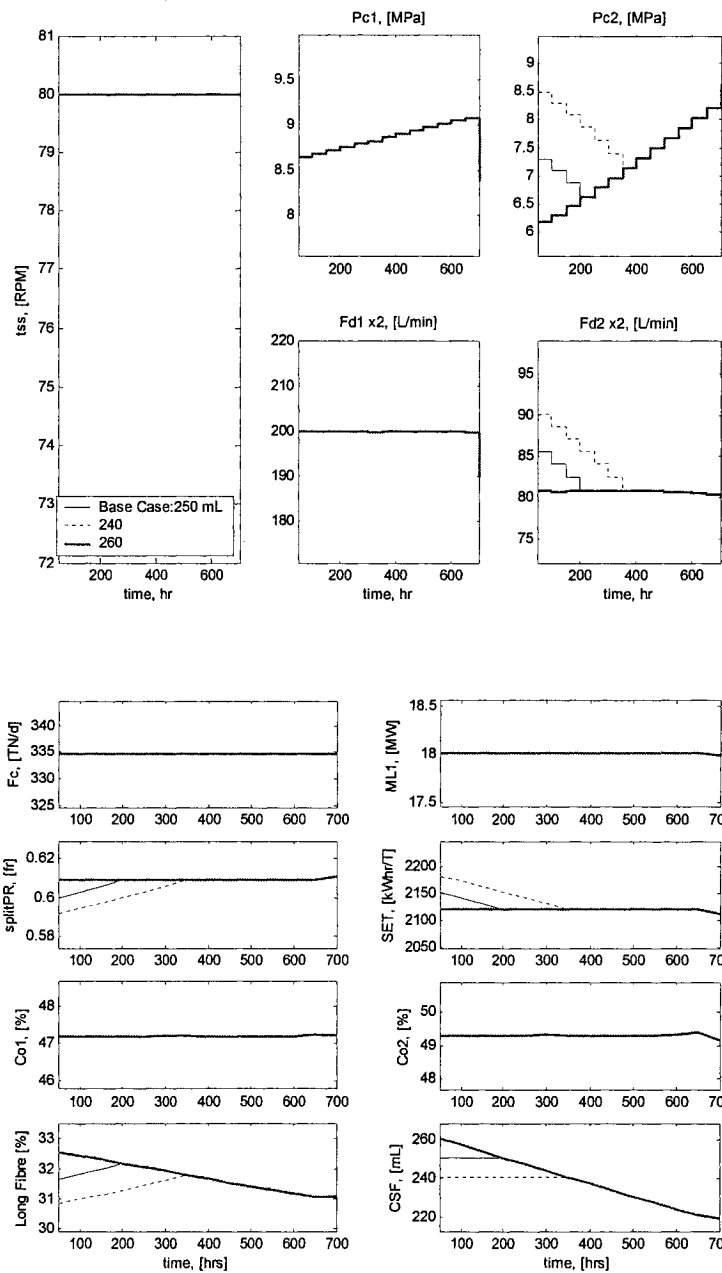 Pc1, [MPa]
Pc2, [MPa]
81
80
79
78
77
76
75
74
73
72
tss, [RPM]
Base Case:250 mL
240
260
200 400 600
time, hr
9.5
9
8.5
8
200 400 600
9
8.5
8
7.5
7
6.5
6
200 400 600
Fd1 x2, [L/min]
220
210
200
190
180
200 400 600
time, hr
Fd2 x2, [L/min]
95
90
85
80
75
200 400 600
time, hr
Fc, [TN/d]
340
335
330
325
100 200 300 400 500 600 700
ML1, [MW]
18.5
18
17.5
100 200 300 400 500 600 700
splitPR, [fr]
0.62
0.6
0.58
100 200 300 400 500 600 700
SET, [kWhr/T]
2200
2150
2100
2050
100 200 300 400 500 600 70
Co1, [%]
48
47
46
100 200 300 400 500 600 700
Co2, [%]
50
49
48
100 200 300 400 500 600 700
Long Fibre [%]
33
32
31
30
100 200 300 400 500 600 700
time, [hrs]
CSF, [mL]
260
240
220
100 200 300 400 500 600 700
time, [hrs]